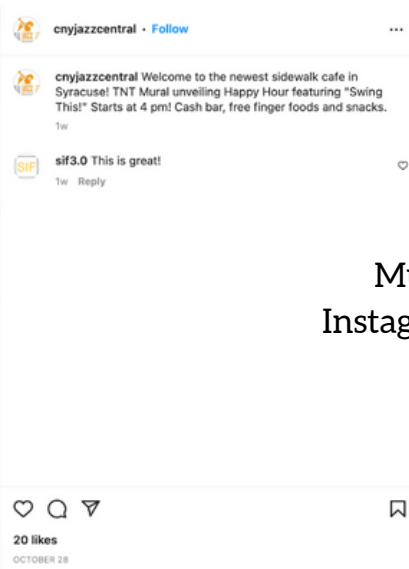 cnyjazzcentral • Follow
cnyjazzcentral Welcome to the newest sidewalk cafe in
Syracuse! TNT Mural unveiling Happy Hour featuring "Swing
This!" Starts at 4 pm! Cash bar, free finger foods and snacks.
1w
SIF
sif3.0 This is great!
1w Reply
Instag
20 likes
OCTOBER 28